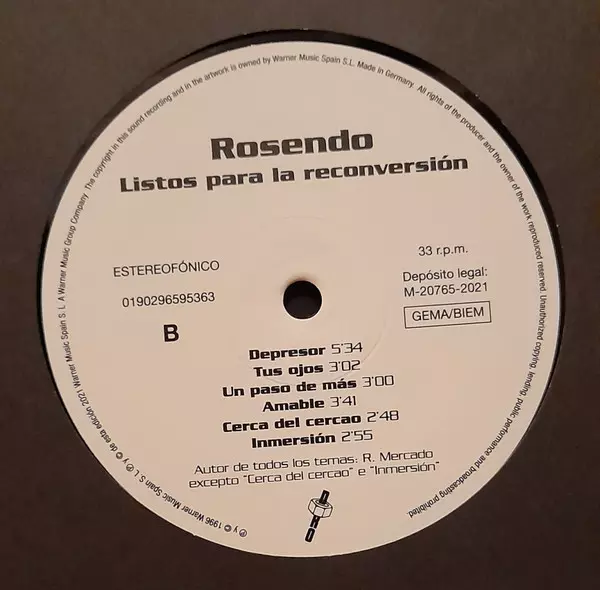 Rosendo
Listos para la reconversión
ESTEREOFÓNICO
0190296595363
B
33 r.p.m.
Depósito legal:
M-20765-2021
GEMA/BIEM
Depresor 5'34
Tus ojos 3'02
Un paso de más 3'00
Amable 3'41
Cerca del cercao 2'48
Inmersión 2'55
Autor de todos los temas: R. Mercado
excepto "Cerca del cercao" e "Inmersión"
DRO
℗ y © 1996 Warner Music Spain S. L. ℗ y © de esta edición 2021 Warner Music Spain S. L. A Warner Music Group Company. The copyright in this sound recording and in the artwork is owned by Warner Music Spain S.L. Made in Germany. All rights of the producer and the owner of the work reproduced reserved. Unauthorized copying, lending, public performance and broadcasting prohibited.